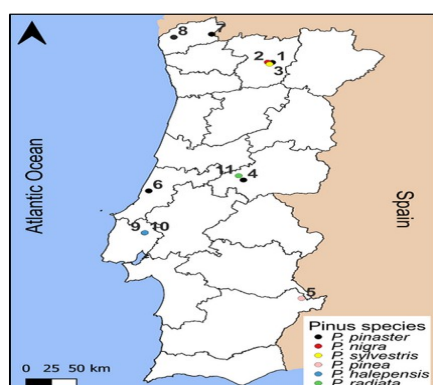 8
7
2 1
3
11 4
6
9 10
5
Atlantic Ocean
Spain
Pinus species
P. pinaster
P. nigra
P. sylvestris
P. pinea
P. halepensis
P. radiata
0 25 50 km